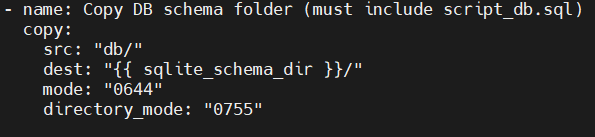 - name: Copy DB schema folder (must include script_db.sql)
  copy:
    src: "db/"
    dest: "{{ sqlite_schema_dir }}/"
    mode: "0644"
    directory_mode: "0755"